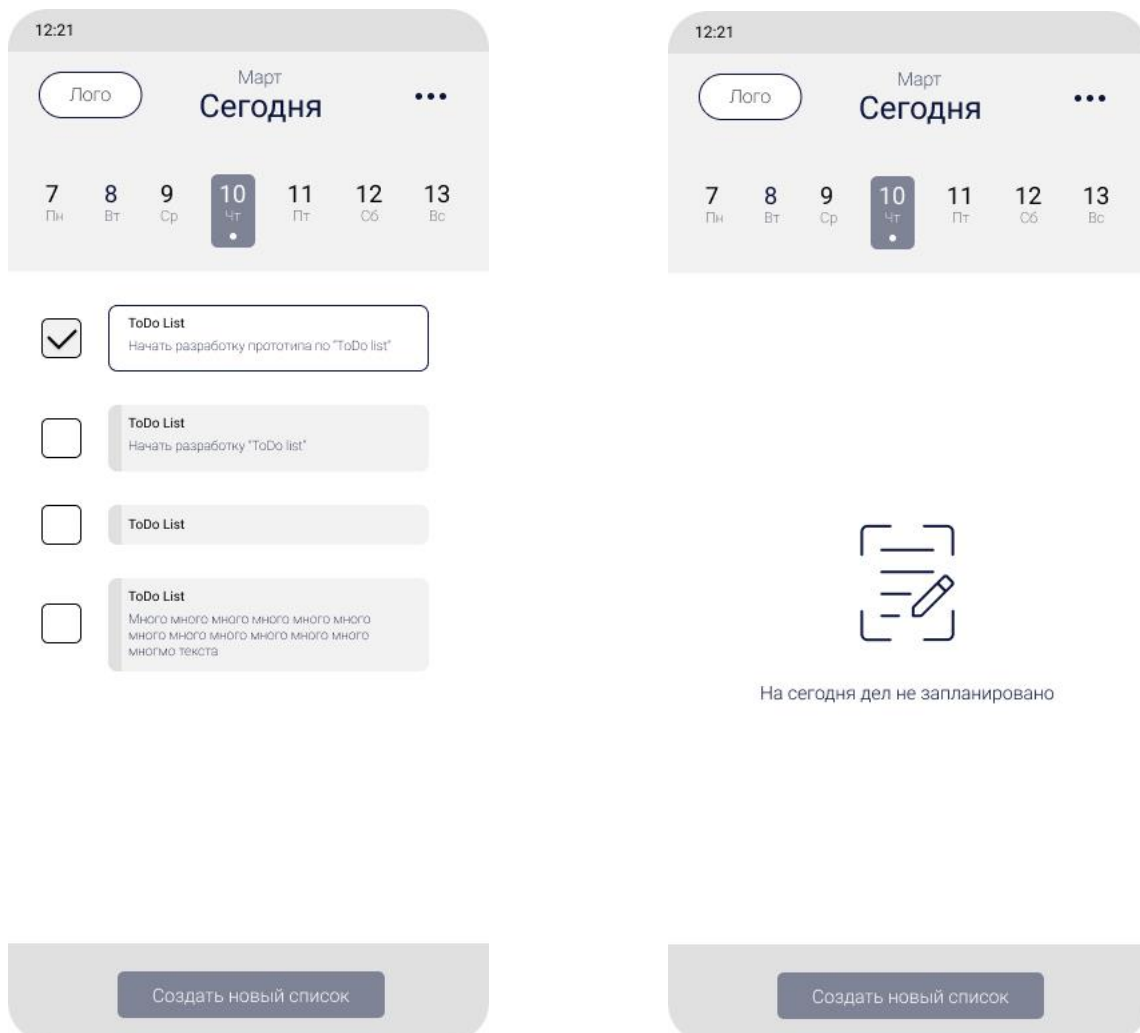 12:21
Лого
Март
Сегодня
7 8 9 10 11 12 13
Пн Вт Ср Чт Пт Сб Вс
ToDo List
Начать разработку прототипа по "ToDo list"
ToDo List
Начать разработку "ToDo list"
ToDo List
ToDo List
Много много много много много много
много много много много много много
многмо текста
Создать новый список
12:21
Лого
Март
Сегодня
7 8 9 10 11 12 13
Пн Вт Ср Чт Пт Сб Вс
На сегодня дел не запланировано
Создать новый список